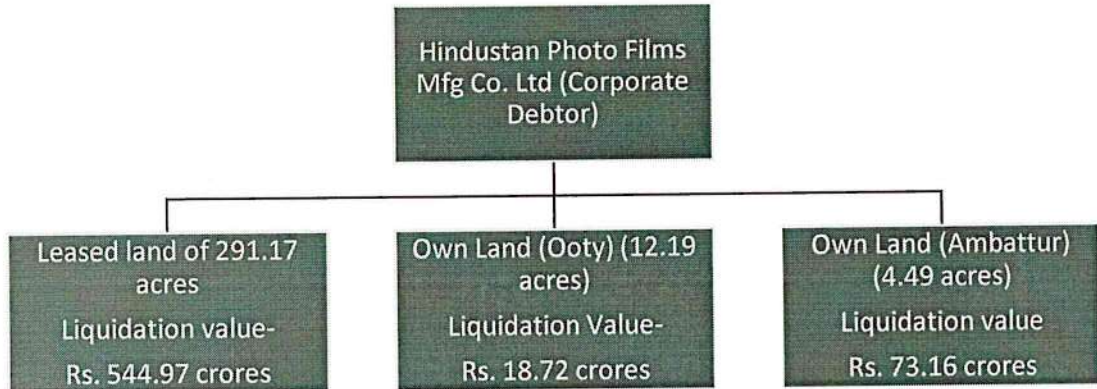 Hindustan Photo Films
Mfg Co. Ltd (Corporate
Debtor)
Leased land of 291.17
acres
Liquidation value-
Rs. 544.97 crores
Own Land (Ooty) (12.19
acres)
Liquidation Value-
Rs. 18.72 crores
Own Land (Ambattur)
(4.49 acres)
Liquidation value
Rs. 73.16 crores